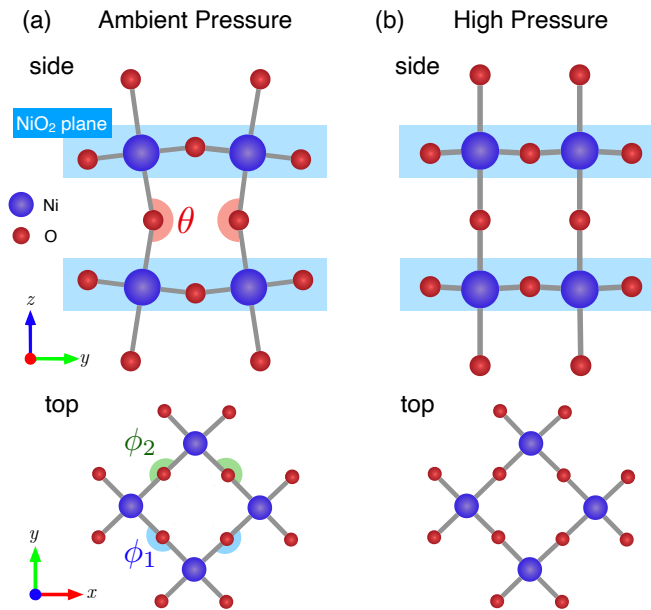 (a) Ambient Pressure
side
NiO₂ plane
θ
Ni
O
z
y
top
ϕ₂
ϕ₁
y
x
(b) High Pressure
side
top